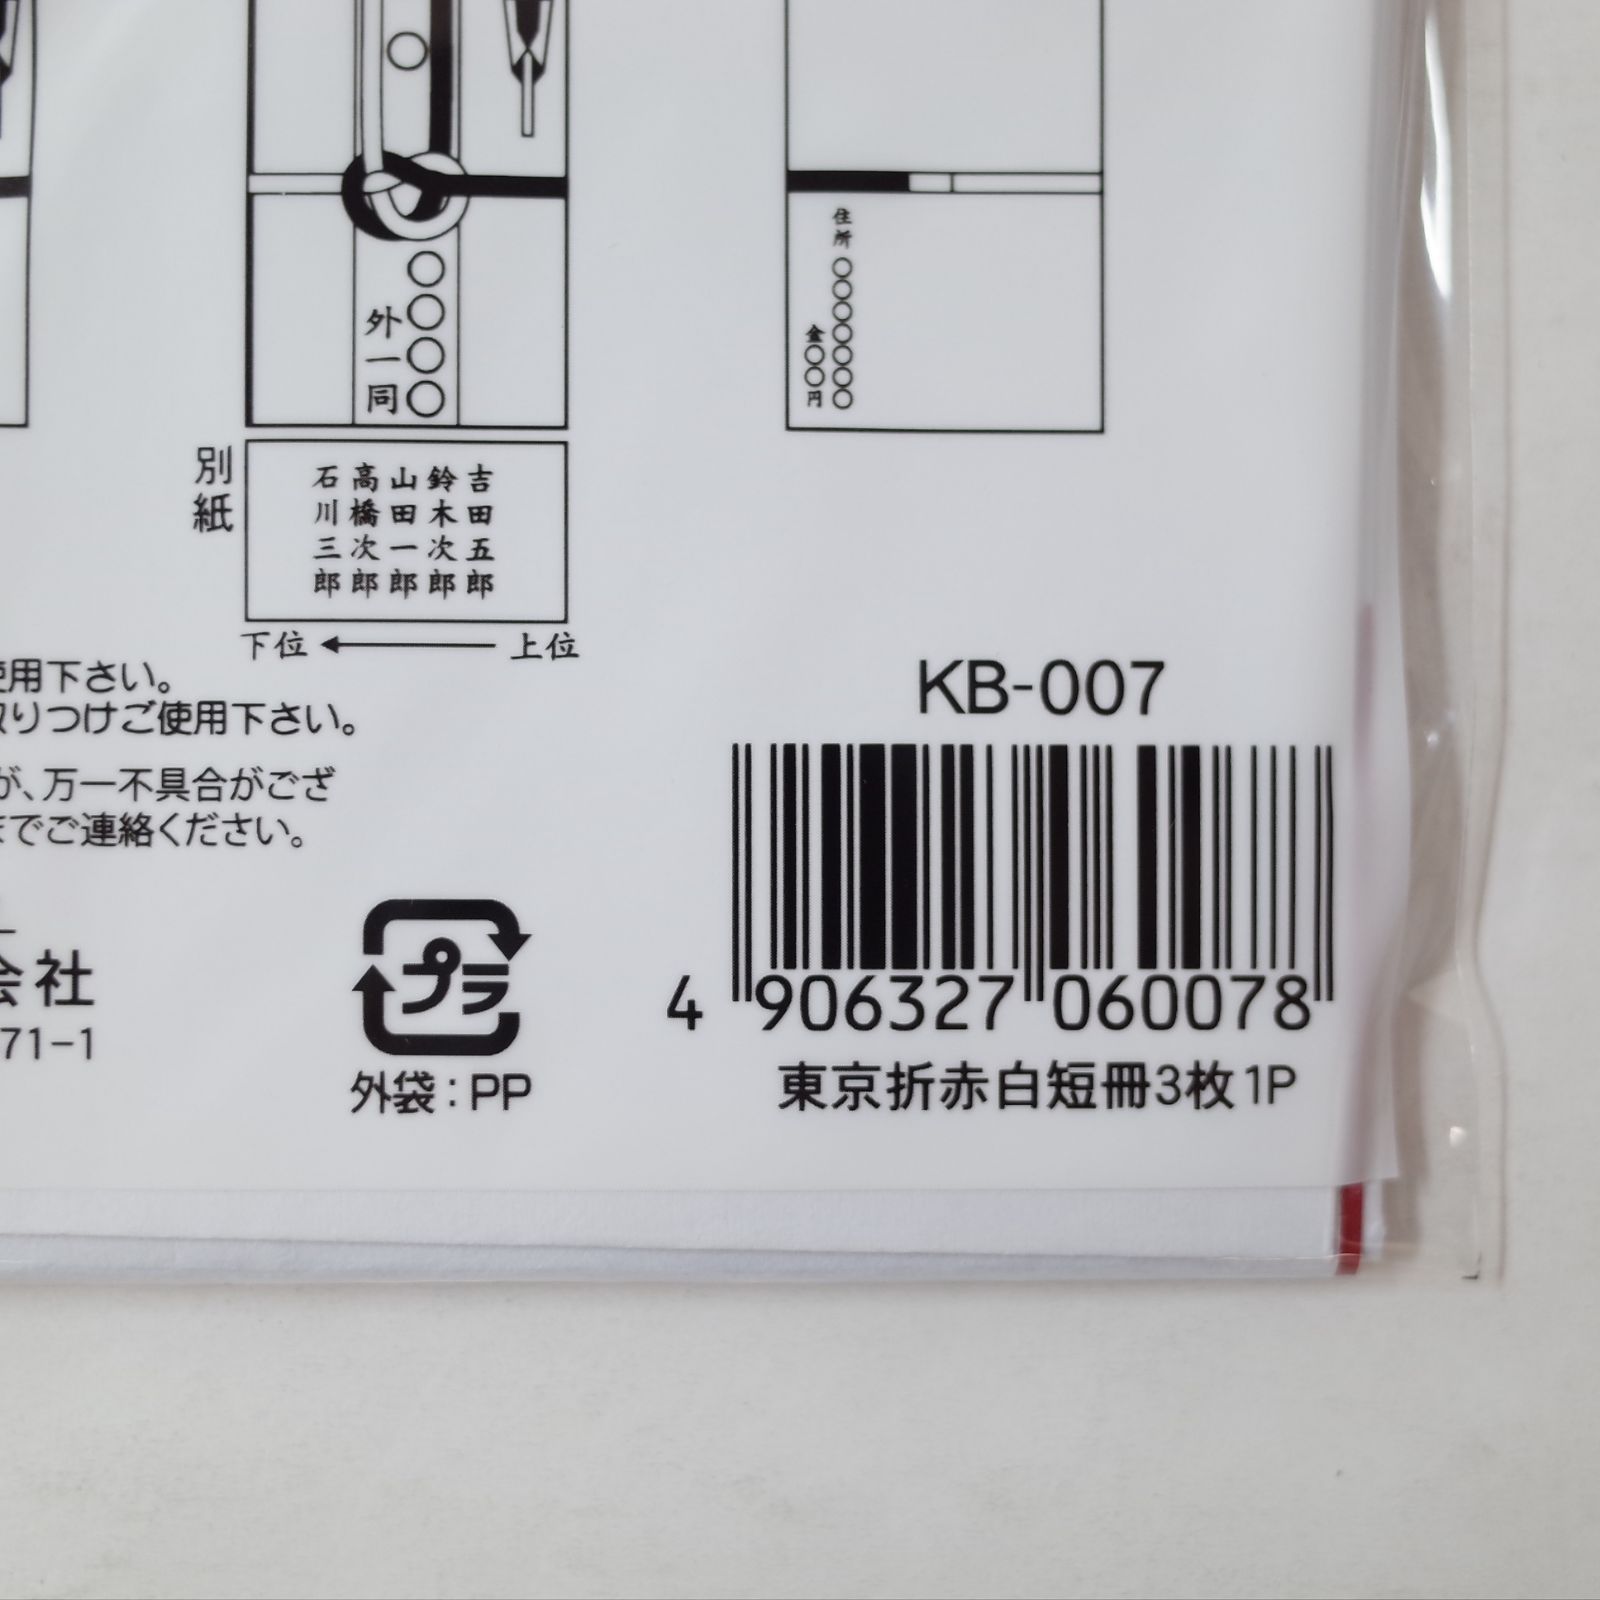 ○○○○
外一同
住所 ○○○○○○○
金○○円
別紙
吉田五郎
鈴木次郎
山田一郎
高橋次郎
石川三郎
下位 ← 上位
使用下さい。
取りつけご使用下さい。
が、万一不具合がござ
までご連絡ください。
会社
71-1
プラ
外袋:PP
KB-007
4 906327 060078
東京折赤白短冊3枚1P